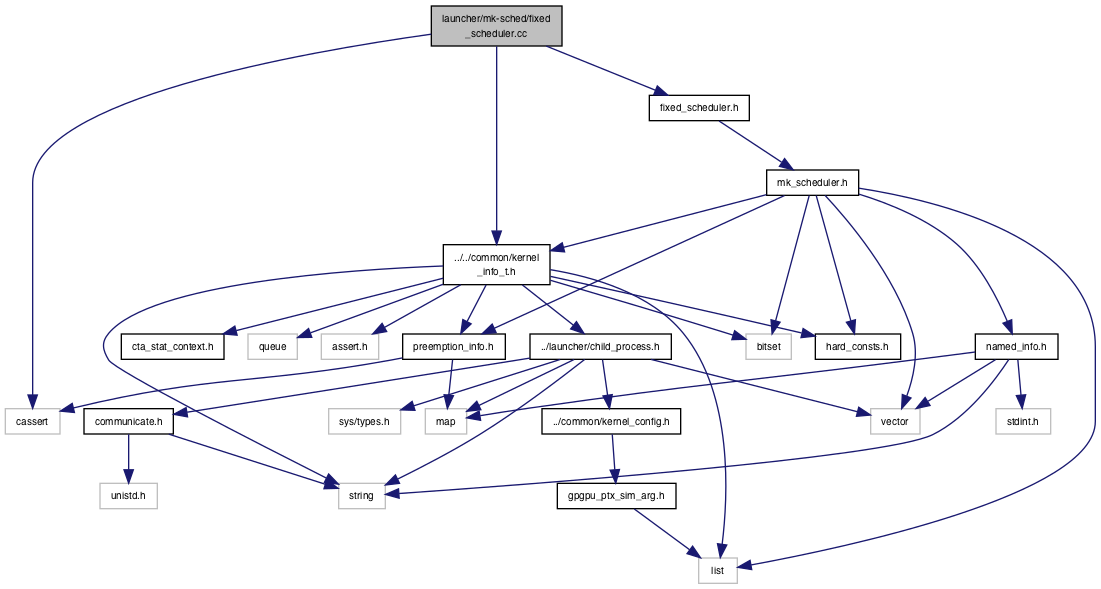 launcher/mk-sched/fixed
_scheduler.cc
fixed_scheduler.h
mk_scheduler.h
../../common/kernel
_info_t.h
cta_stat_context.h
queue
assert.h
preemption_info.h
../launcher/child_process.h
bitset
hard_consts.h
named_info.h
cassert
communicate.h
sys/types.h
map
../common/kernel_config.h
vector
stdint.h
unistd.h
string
gpgpu_ptx_sim_arg.h
list